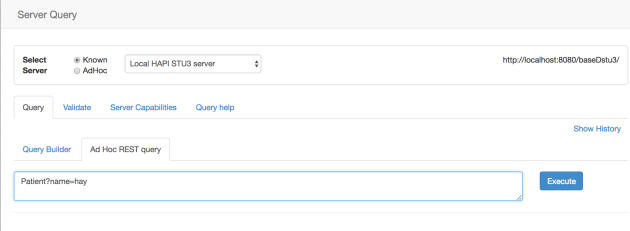 Server Query
Select Server
Known
AdHoc
Local HAPI STU3 server
http://localhost:8080/baseDstu3/
Query Validate Server Capabilities Query help
Show History
Query Builder Ad Hoc REST query
Patient?name=hay
Execute